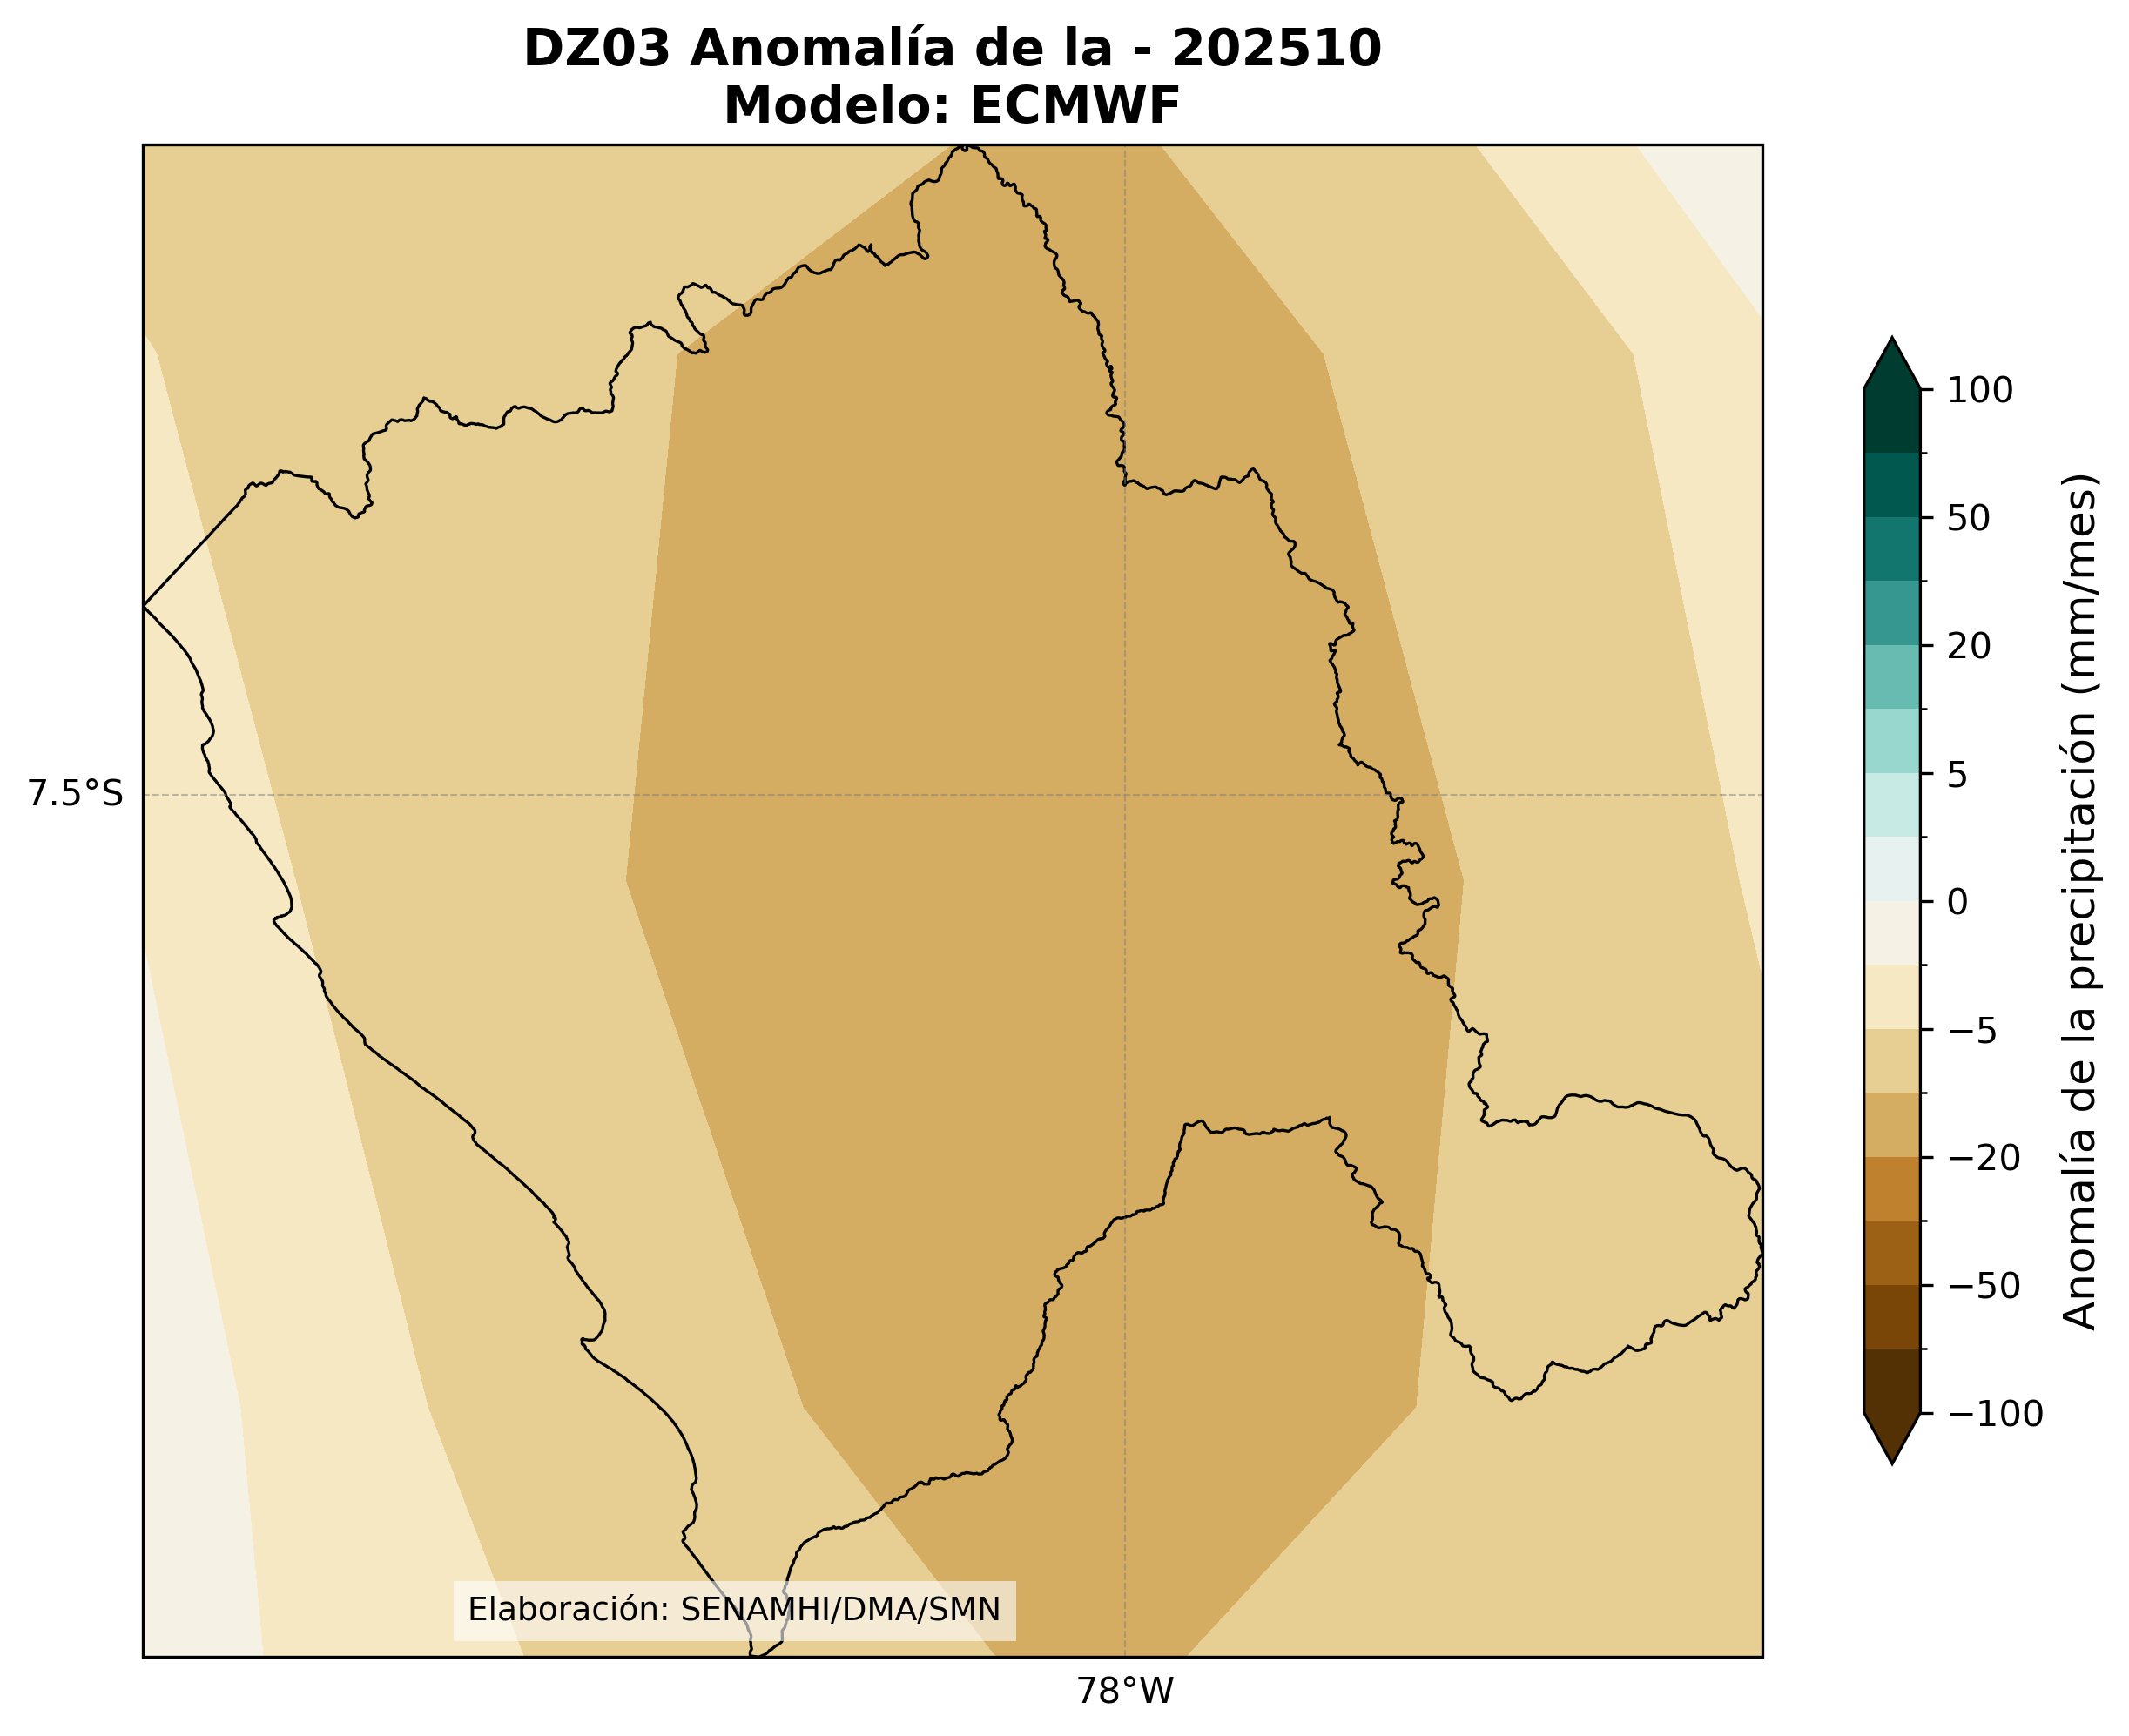 DZ03 Anomalía de la - 202510
Modelo: ECMWF
7.5°S
78°W
Elaboración: SENAMHI/DMA/SMN
100
50
20
5
0
−5
−20
−50
−100
Anomalía de la precipitación (mm/mes)